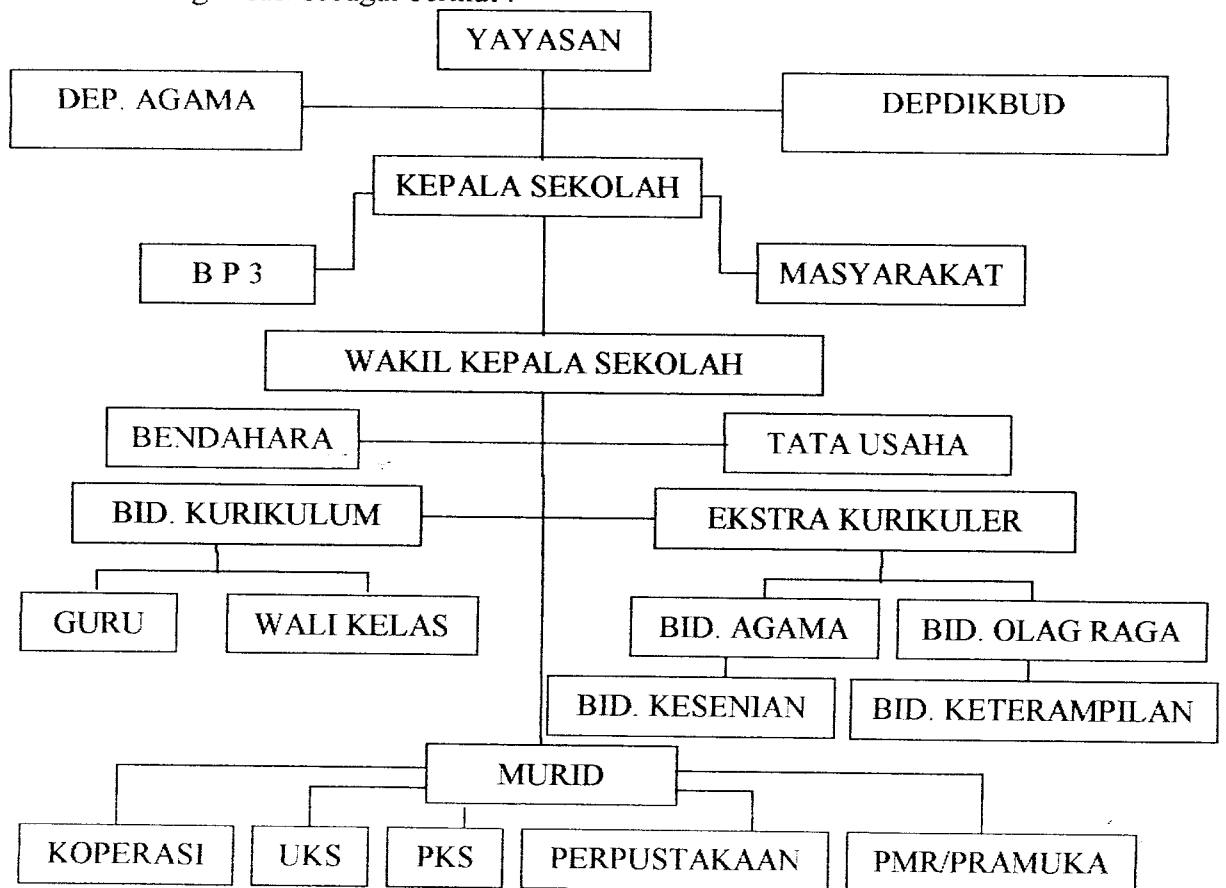 YAYASAN
DEP. AGAMA
DEPDIKBUD
KEPALA SEKOLAH
B P 3
MASYARAKAT
WAKIL KEPALA SEKOLAH
BENDAHARA
TATA USAHA
BID. KURIKULUM
EKSTRA KURIKULER
GURU
WALI KELAS
BID. AGAMA
BID. OLAG RAGA
BID. KESENIAN
BID. KETERAMPILAN
MURID
KOPERASI
UKS
PKS
PERPUSTAKAAN
PMR/PRAMUKA